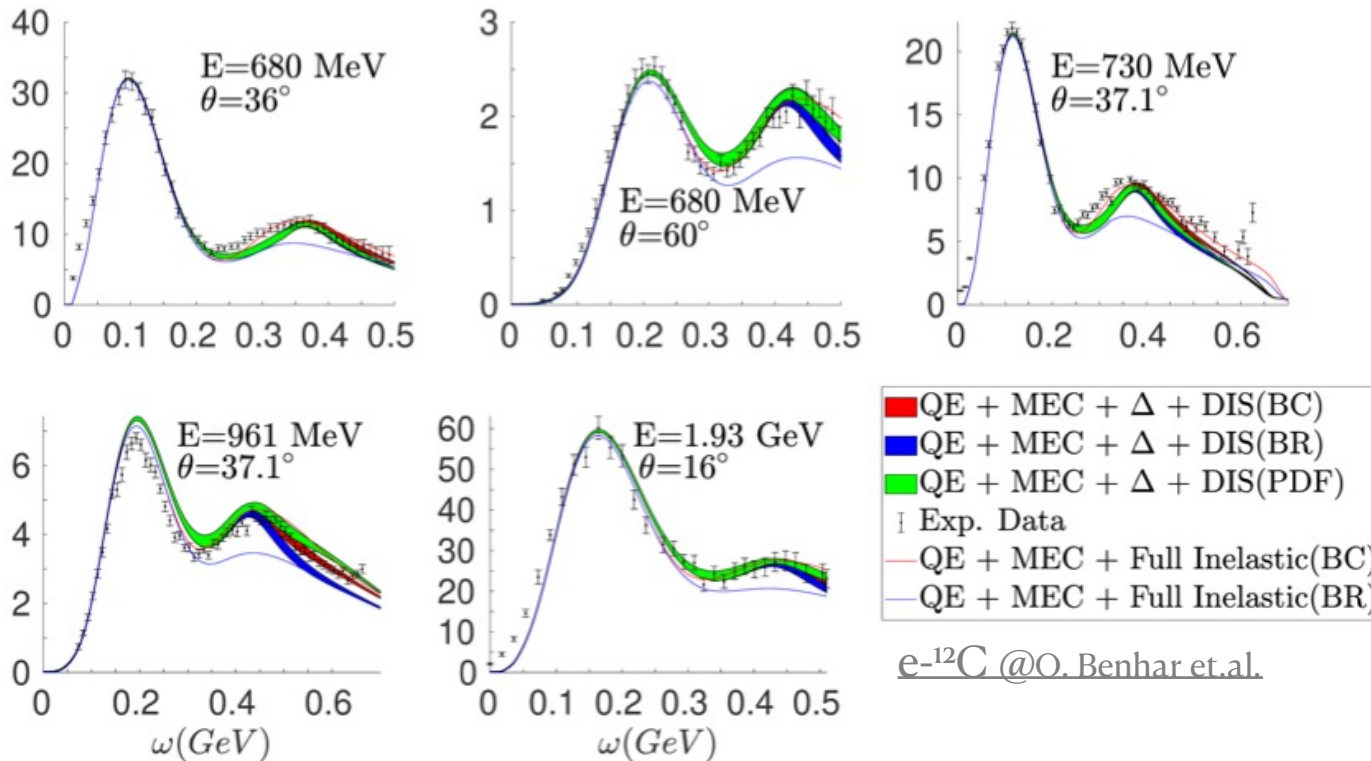 40
30
20
10
0
0 0.1 0.2 0.3 0.4 0.5
E=680 MeV
θ=36°
3
2
1
0
0 0.1 0.2 0.3 0.4 0.5
E=680 MeV
θ=60°
20
15
10
5
0
0 0.2 0.4 0.6
E=730 MeV
θ=37.1°
6
4
2
0
0 0.2 0.4 0.6
ω(GeV)
E=961 MeV
θ=37.1°
60
50
40
30
20
10
0
0 0.1 0.2 0.3 0.4 0.5
ω(GeV)
E=1.93 GeV
θ=16°
QE + MEC + Δ + DIS(BC)
QE + MEC + Δ + DIS(BR)
QE + MEC + Δ + DIS(PDF)
Exp. Data
QE + MEC + Full Inelastic(BC)
QE + MEC + Full Inelastic(BR)
e-¹²C @O. Benhar et.al.